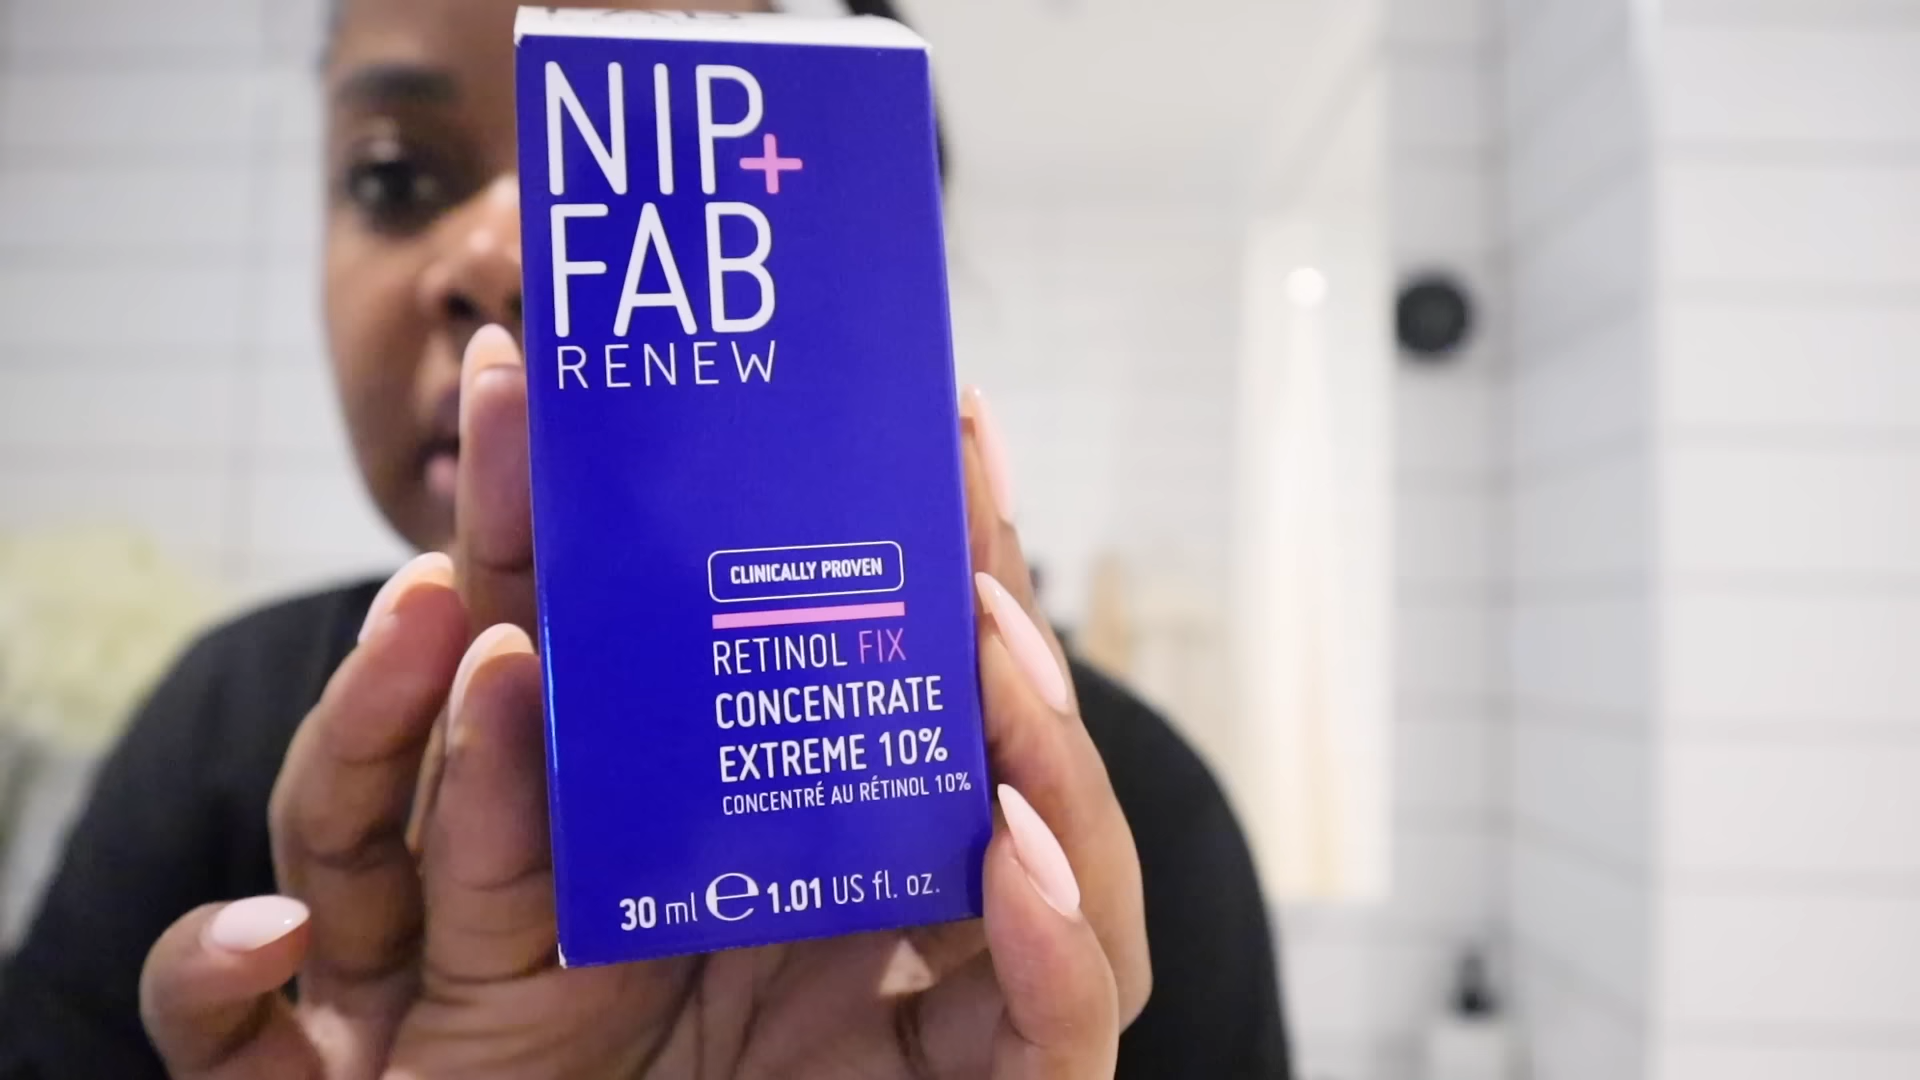 NIP+
FAB
RENEW
CLINICALLY PROVEN
RETINOL FIX
CONCENTRATE
EXTREME 10%
CONCENTRÉ AU RÉTINOL 10%
30 ml ℮ 1.01 US fl. oz.